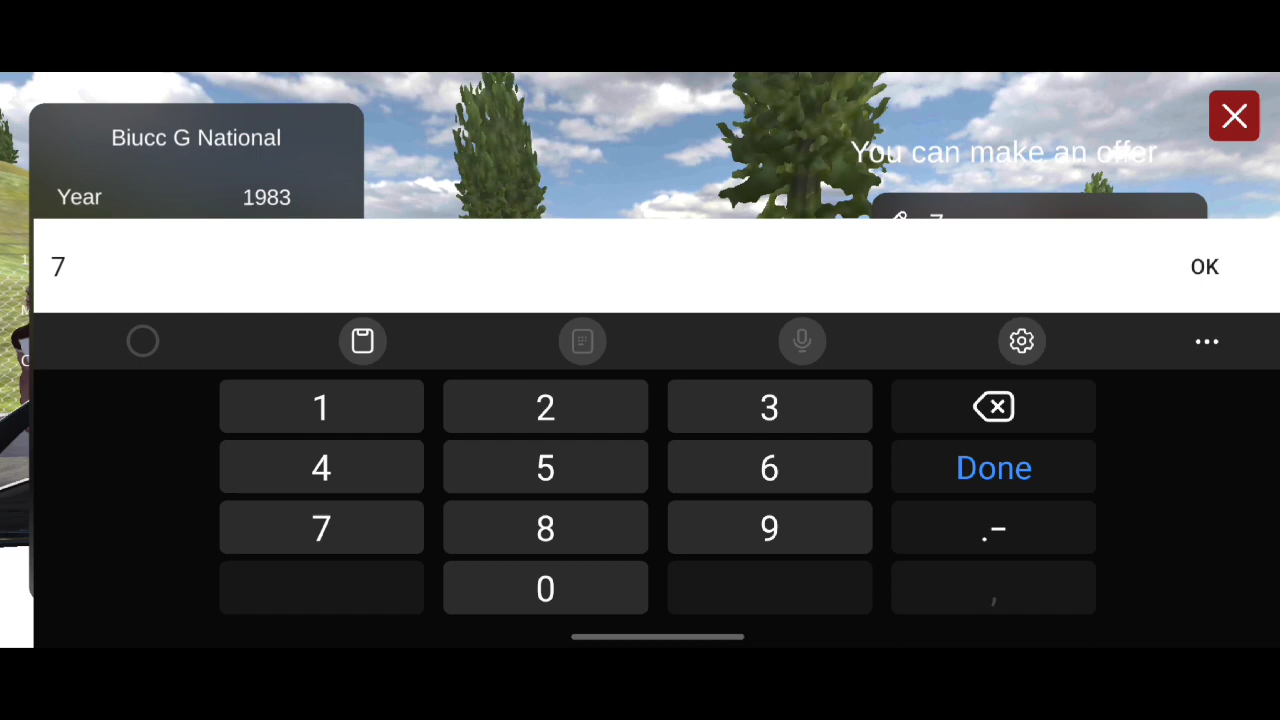 Biucc G National
You can make an offer
Year 1983
7
7 OK
1 2 3
4 5 6 Done
7 8 9 .-
0 ,